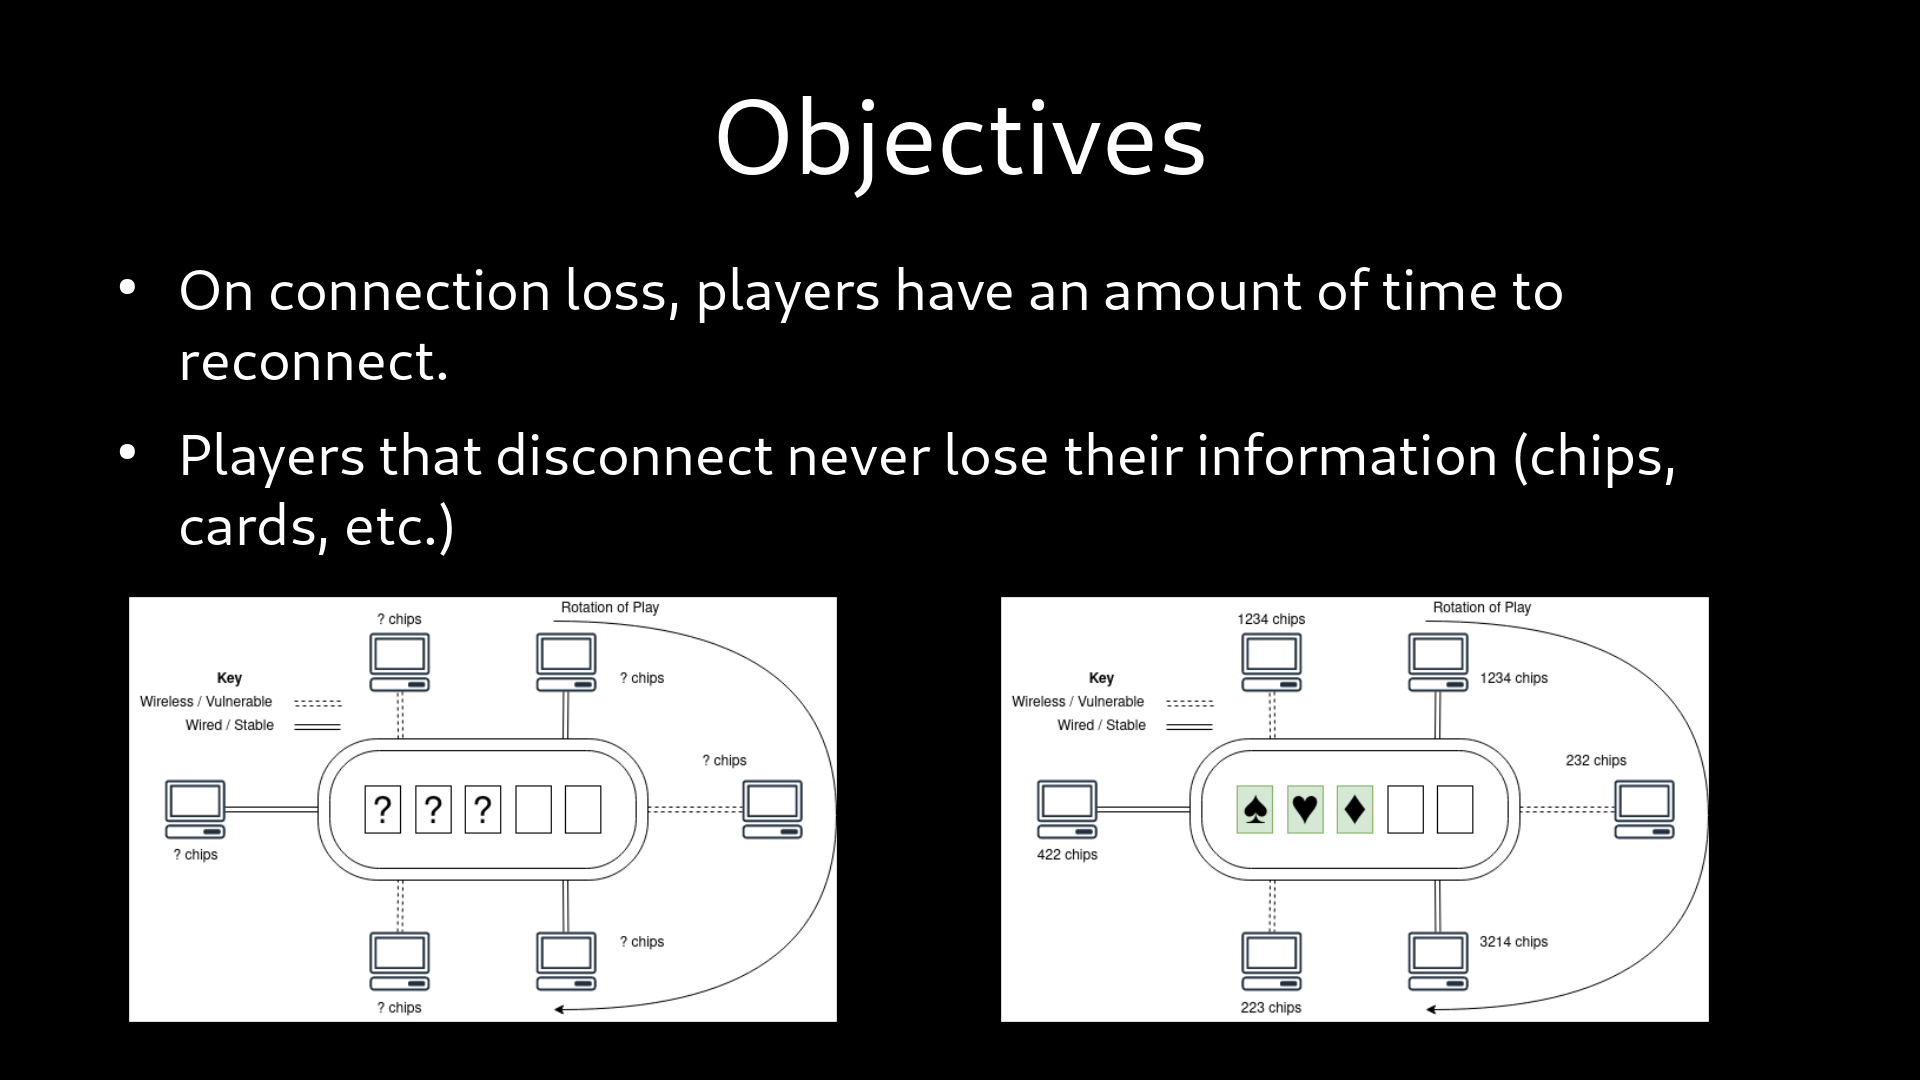 Objectives
• On connection loss, players have an amount of time to
reconnect.
• Players that disconnect never lose their information (chips,
cards, etc.)
Rotation of Play
? chips
? chips
Key
Wireless / Vulnerable
Wired / Stable
? chips
? ? ?
? chips
? chips
? chips
Rotation of Play
1234 chips
1234 chips
Key
Wireless / Vulnerable
Wired / Stable
232 chips
♠ ♥ ♦
422 chips
3214 chips
223 chips